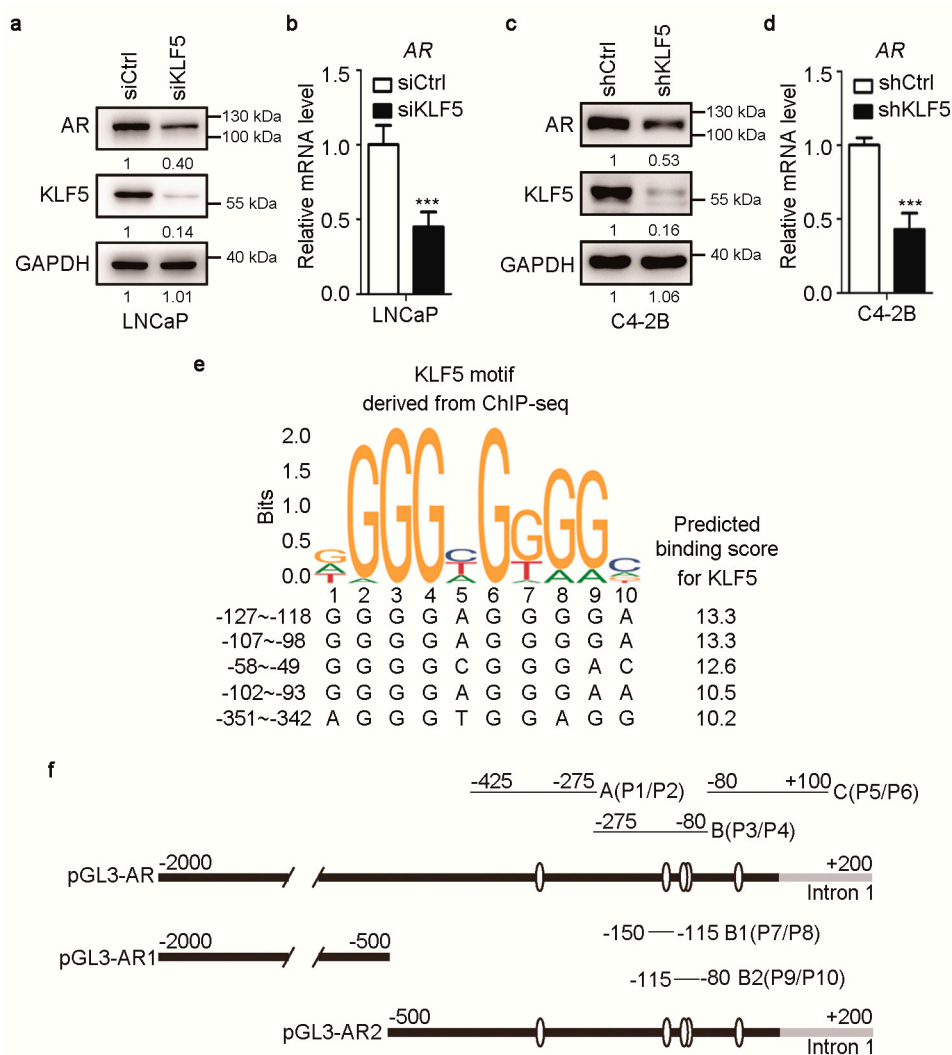 a
siCtrl
siKLF5
AR
130 kDa
100 kDa
1 0.40
KLF5
55 kDa
1 0.14
GAPDH
40 kDa
1 1.01
LNCaP
b
AR
siCtrl
siKLF5
Relative mRNA level
1.5
1.0
0.5
0.0
***
LNCaP
c
shCtrl
shKLF5
AR
130 kDa
100 kDa
1 0.53
KLF5
55 kDa
1 0.16
GAPDH
40 kDa
1 1.06
C4-2B
d
AR
shCtrl
shKLF5
Relative mRNA level
1.5
1.0
0.5
0.0
***
C4-2B
e
KLF5 motif
derived from ChIP-seq
Bits
2.0
1.5
1.0
0.5
0.0
G A T
G A
G
G
C T A
G
G T A
G A
G A
C A
Predicted
binding score
for KLF5
1 2 3 4 5 6 7 8 9 10
-127~-118 G G G G A G G G G A 13.3
-107~-98 G G G G A G G G G A 13.3
-58~-49 G G G G C G G G A C 12.6
-102~-93 G G G G A G G G A A 10.5
-351~-342 A G G G T G G A G G 10.2
f
-425 -275 A(P1/P2)
-80 +100 C(P5/P6)
-275 -80 B(P3/P4)
pGL3-AR -2000 +200
Intron 1
-150 -115 B1(P7/P8)
pGL3-AR1 -2000 -500
-115 -80 B2(P9/P10)
pGL3-AR2 -500 +200
Intron 1